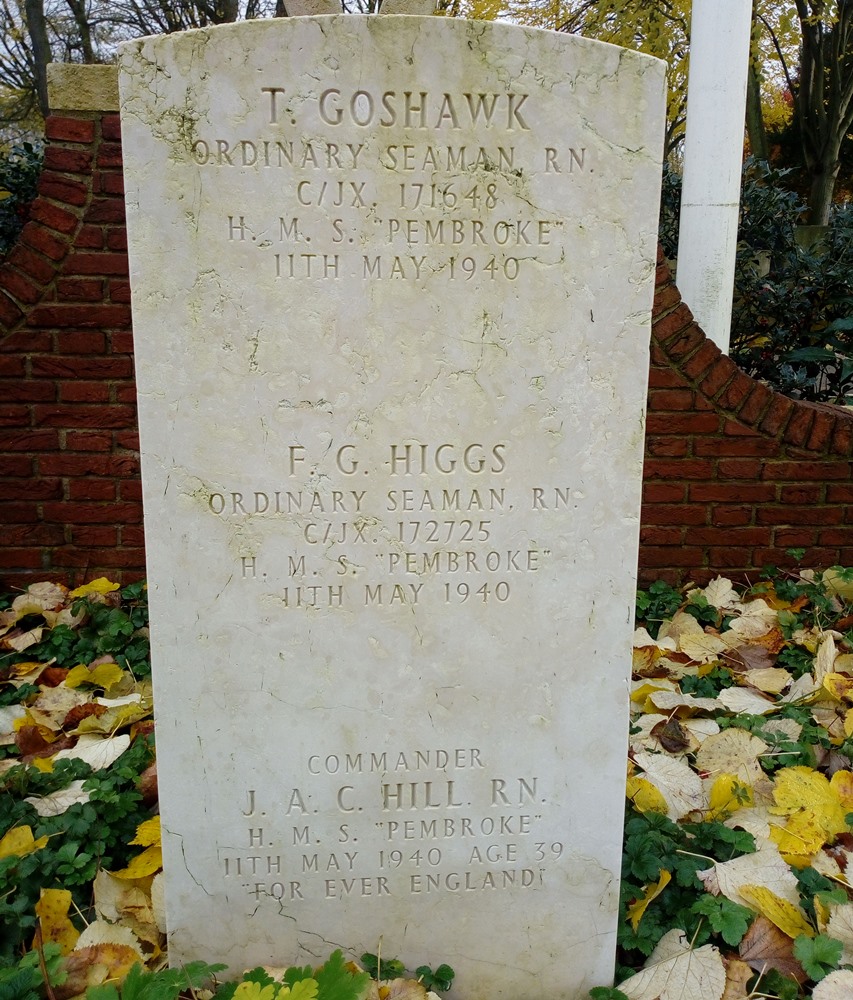 T. GOSHAWK
ORDINARY SEAMAN, RN.
C/JX. 171648
H. M. S. "PEMBROKE"
11TH MAY 1940
F. G. HIGGS
ORDINARY SEAMAN, RN.
C/JX. 172725
H. M. S. "PEMBROKE"
11TH MAY 1940
COMMANDER
J. A. C. HILL. RN.
H. M. S. "PEMBROKE"
11TH MAY 1940 AGE 39
"FOR EVER ENGLAND"